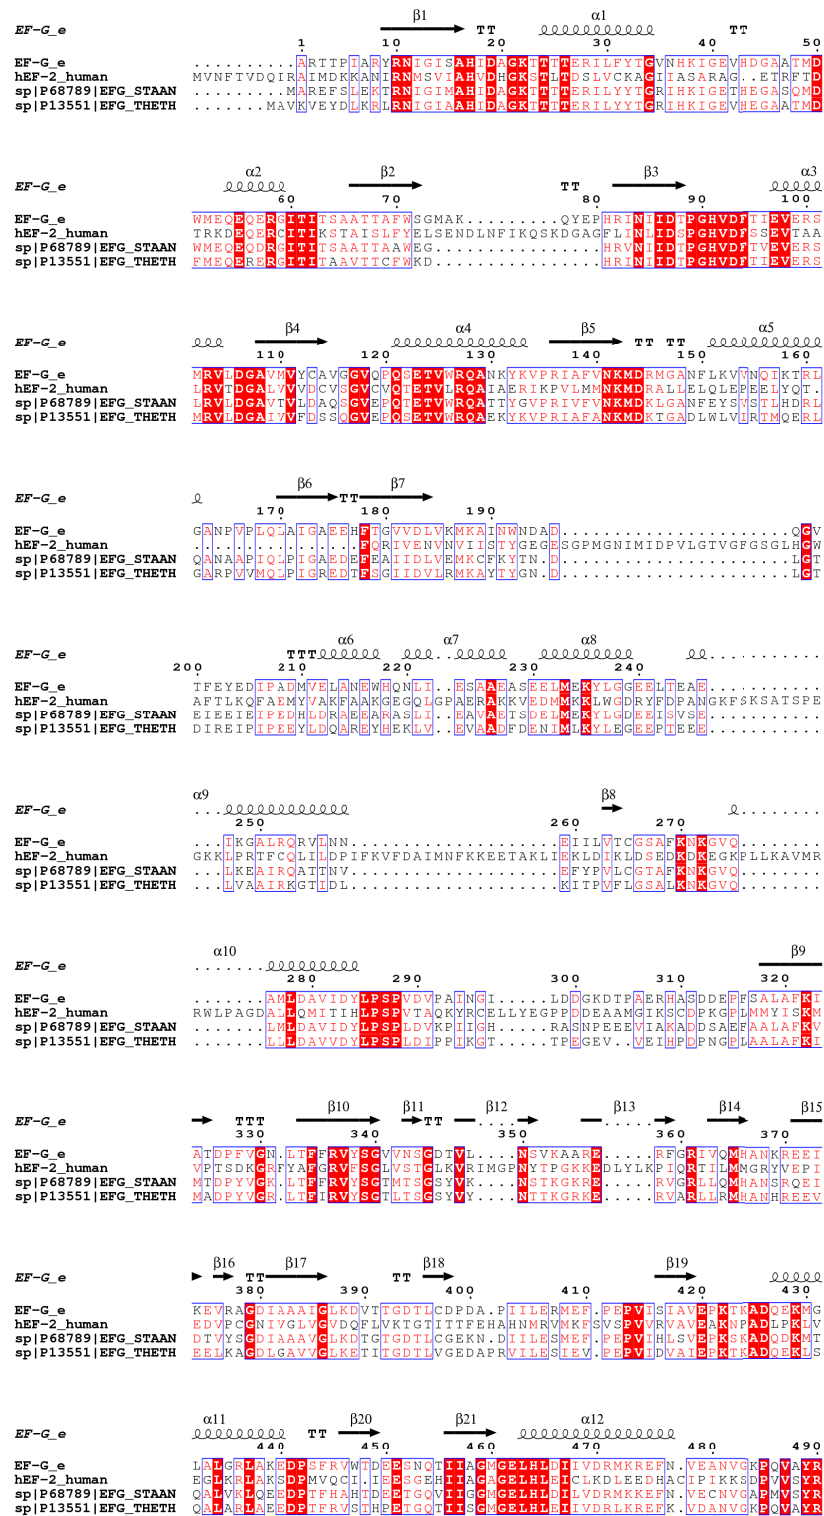 β1 TT α1 TT
EF-G_e
1 10 20 30 40 50
EF-G_e ..........ARTTPIARYRNIGISAHIDAGKTTTTERILFYTGVNHKIGEVHDGAATMD
hEF-2_human MVNFTVDQIRAIMDKKANIRNMSVIAHVDHGKSTLTDSLVCKAGIIASARAG..ETRFTD
sp|P68789|EFG_STAAN .........MAREFSLEKTRNIGIMAHIDAGKTTTTERILYYTGRIHKIGETHEGASQMD
sp|P13551|EFG_THETH .......MAVKVEYDLKRLRNIGIAAHIDAGKTTTTERILYYTGRIHKIGEVHEGAATMD
α2 β2 TT β3 α3
EF-G_e
60 70 80 90 100
EF-G_e WMEQEQERGITITSAATTAFWSGMAK.........QYEPHRINIIDTPGHVDFTIEVERS
hEF-2_human TRKDEQERCITIKSTAISLFYELSENDLNFIKQSKDGAGFLINLIDSPGHVDFSSEVTAA
sp|P68789|EFG_STAAN WMEQEQDRGITITSAATTAAWEG................HRVNIIDTPGHVDFTVEVERS
sp|P13551|EFG_THETH FMEQERERGITITAAVTTCFWKD................HRINIIDTPGHVDFTIEVERS
β4 α4 β5 TT TT α5
EF-G_e
110 120 130 140 150 160
EF-G_e MRVLDGAVMVYCAVGGVQPQSETVWRQANKYKVPRIAFVNKMDRMGANFLKVVNQIKTRL
hEF-2_human LRVTDGALVVVDCVSGVCVQTETVLRQAIAERIKPVLMMNKMDRALLELQLEPEELYQT.
sp|P68789|EFG_STAAN LRVLDGAVTVLDAQSGVEPQTETVWRQATTYGVPRIVFVNKMDKLGANFEYSVSTLHDRL
sp|P13551|EFG_THETH MRVLDGAIVVFDSSQGVEPQSETVWRQAEKYKVPRIAFANKMDKTGADLWLVIRTMQERL
β6 TT β7
EF-G_e
170 180 190
EF-G_e GANPVPLQLAIGAEEHFTGVVDLVKMKAINWNDAD......................QGV
hEF-2_human ................FQRIVENVNVIISTYGEGESGPMGNIMIDPVLGTVGFGSGLHGW
sp|P68789|EFG_STAAN QANAAPIQLPIGAEDEFEAIIDLVEMKCFKYTN.D......................LGT
sp|P13551|EFG_THETH GARPVVMQLPIGREDTFSGIIDVLRMKAYTYGN.D......................LGT
TTT α6 α7 α8
EF-G_e
200 210 220 230 240
EF-G_e TFEYEDIPADMVELANEWHQNLI..ESAAEASEELMEKYLGGEELTEAE...........
hEF-2_human AFTLKQFAEMYVAKFAAKGEGQLGPAERAKKVEDMMKKLWGDRYFDPANGKFSKSATSPE
sp|P68789|EFG_STAAN EIEEIEIPEDHLDRAEEARASLI..EAVAETSDELMEKYLGDEEISVSE...........
sp|P13551|EFG_THETH DIREIPIPEEYLDQAREYHEKLV..EVAADFDENIMLKYLEGEEPTEEE...........
α9 β8
EF-G_e
250 260 270
EF-G_e ...IKGALRQRVLNN....................EIILVTCGSAFKNKGVQ........
hEF-2_human GKKLPRTFCQLILDPIFKVFDAIMNFKKEETAKLIEKLDIKLDSEDKDKEGKPLLKAVMR
sp|P68789|EFG_STAAN ...LKEAIRQATTNV....................EFYPVLCGTAFKNKGVQ........
sp|P13551|EFG_THETH ...LVAAIRKGTIDL....................KITPVFLGSALKNKGVQ........
α10 β9
EF-G_e
280 290 300 310 320
EF-G_e .......AMLDAVIDYLPSPVDVPAINGI.....LDDGKDTPAERHASDDEPFSALAFKI
hEF-2_human RWLPAGDALLQMITIHLPSPVTAQKYRCELLYEGPPDDEAAMGIKSCDPKGPLMMYISKM
sp|P68789|EFG_STAAN .......LMLDAVIDYLPSPLDVKPIIGH.....RASNPEEEVIAKADDSAEFAALAFKV
sp|P13551|EFG_THETH .......LLLDAVVDYLPSPLDIPPIKGT.....TPEGEV..VEIHPDPNGPLAALAFKI
TTT β10 β11 TT β12 β13 β14 β15
EF-G_e
330 340 350 360 370
EF-G_e ATDPFVGN.LTFFRVYSGVVNSGDTVL....NSVKAARE.....RFGRIVQMHANKREEI
hEF-2_human VPTSDKGRFYAFGRVFSGLVSTGLKVRIMGPNYTPGKKEDLYLKPIQRTILMMGRYVEPI
sp|P68789|EFG_STAAN MTDPYVGK.LTFFRVYSGTMTSGSYVK....NSTKGKRE.....RVGRLLQMHANSRQEI
sp|P13551|EFG_THETH MADPYVGR.LTFIRVYSGTLTSGSYVY....NTTKGRKE.....RVARLLRMHANHREEV
β16 TT β17 TT β18 β19
EF-G_e
380 390 400 410 420 430
EF-G_e KEVRAGDIAAAIGLKDVTTGDTLCDPDA.PIILERMEF.PEPVISIAVEPKTKADQEKMG
hEF-2_human EDVPCGNIVGLVGVDQFLVKTGTITTFEHAHNMRVMKFSVSPVVRVAVEAKNPADLPKLV
sp|P68789|EFG_STAAN DTVYSGDIAAAVGLKDTGTGDTLCGEKN.DIILESMEF.PEPVIHLSVEPKSKADQDKMT
sp|P13551|EFG_THETH EELKAGDLGAVVGLKETITGDTLVGEDAPRVILESIEV.PEPVIDVAIEPKTKADQEKLS
α11 TT β20 β21 α12
EF-G_e
440 450 460 470 480 490
EF-G_e LALGRLAKEDPSFRVWTDEESNQTIIAGMGELHLDIIVDRMKREFN.VEANVGKPQVAYR
hEF-2_human EGLKRLAKSDPMVQCI.IEESGEHIIAGAGELHLEICLKDLEEDHACIPIKKSDPVVSYR
sp|P68789|EFG_STAAN QALVKLQEEDPTFHAHTDEETGQVIIGGMGELHLDILVDRMKKEFN.VECNVGAPMVSYR
sp|P13551|EFG_THETH QALARLAEEDPTFRVSTHPETGQTIISGMGELHLEIIVDRLKREFK.VDANVGKPQVAYR